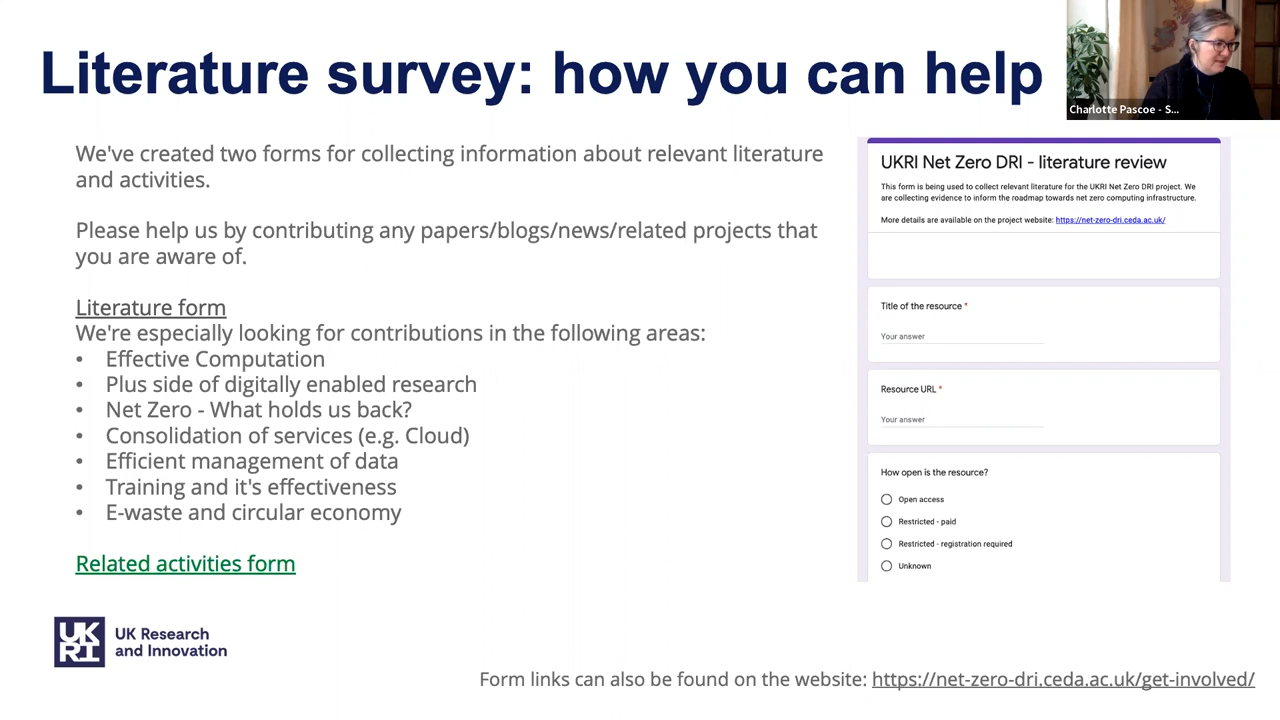 Literature survey: how you can help
Charlotte Pascoe - S...
We've created two forms for collecting information about relevant literature
and activities.
Please help us by contributing any papers/blogs/news/related projects that
you are aware of.
Literature form
We're especially looking for contributions in the following areas:
• Effective Computation
• Plus side of digitally enabled research
• Net Zero - What holds us back?
• Consolidation of services (e.g. Cloud)
• Efficient management of data
• Training and it's effectiveness
• E-waste and circular economy
Related activities form
UKRI Net Zero DRI - literature review
This form is being used to collect relevant literature for the UKRI Net Zero DRI project. We
are collecting evidence to inform the roadmap towards net zero computing infrastructure.
More details are available on the project website: https://net-zero-dri.ceda.ac.uk/
Title of the resource *
Your answer
Resource URL *
Your answer
How open is the resource?
Open access
Restricted - paid
Restricted - registration required
Unknown
UK
RI
UK Research
and Innovation
Form links can also be found on the website: https://net-zero-dri.ceda.ac.uk/get-involved/